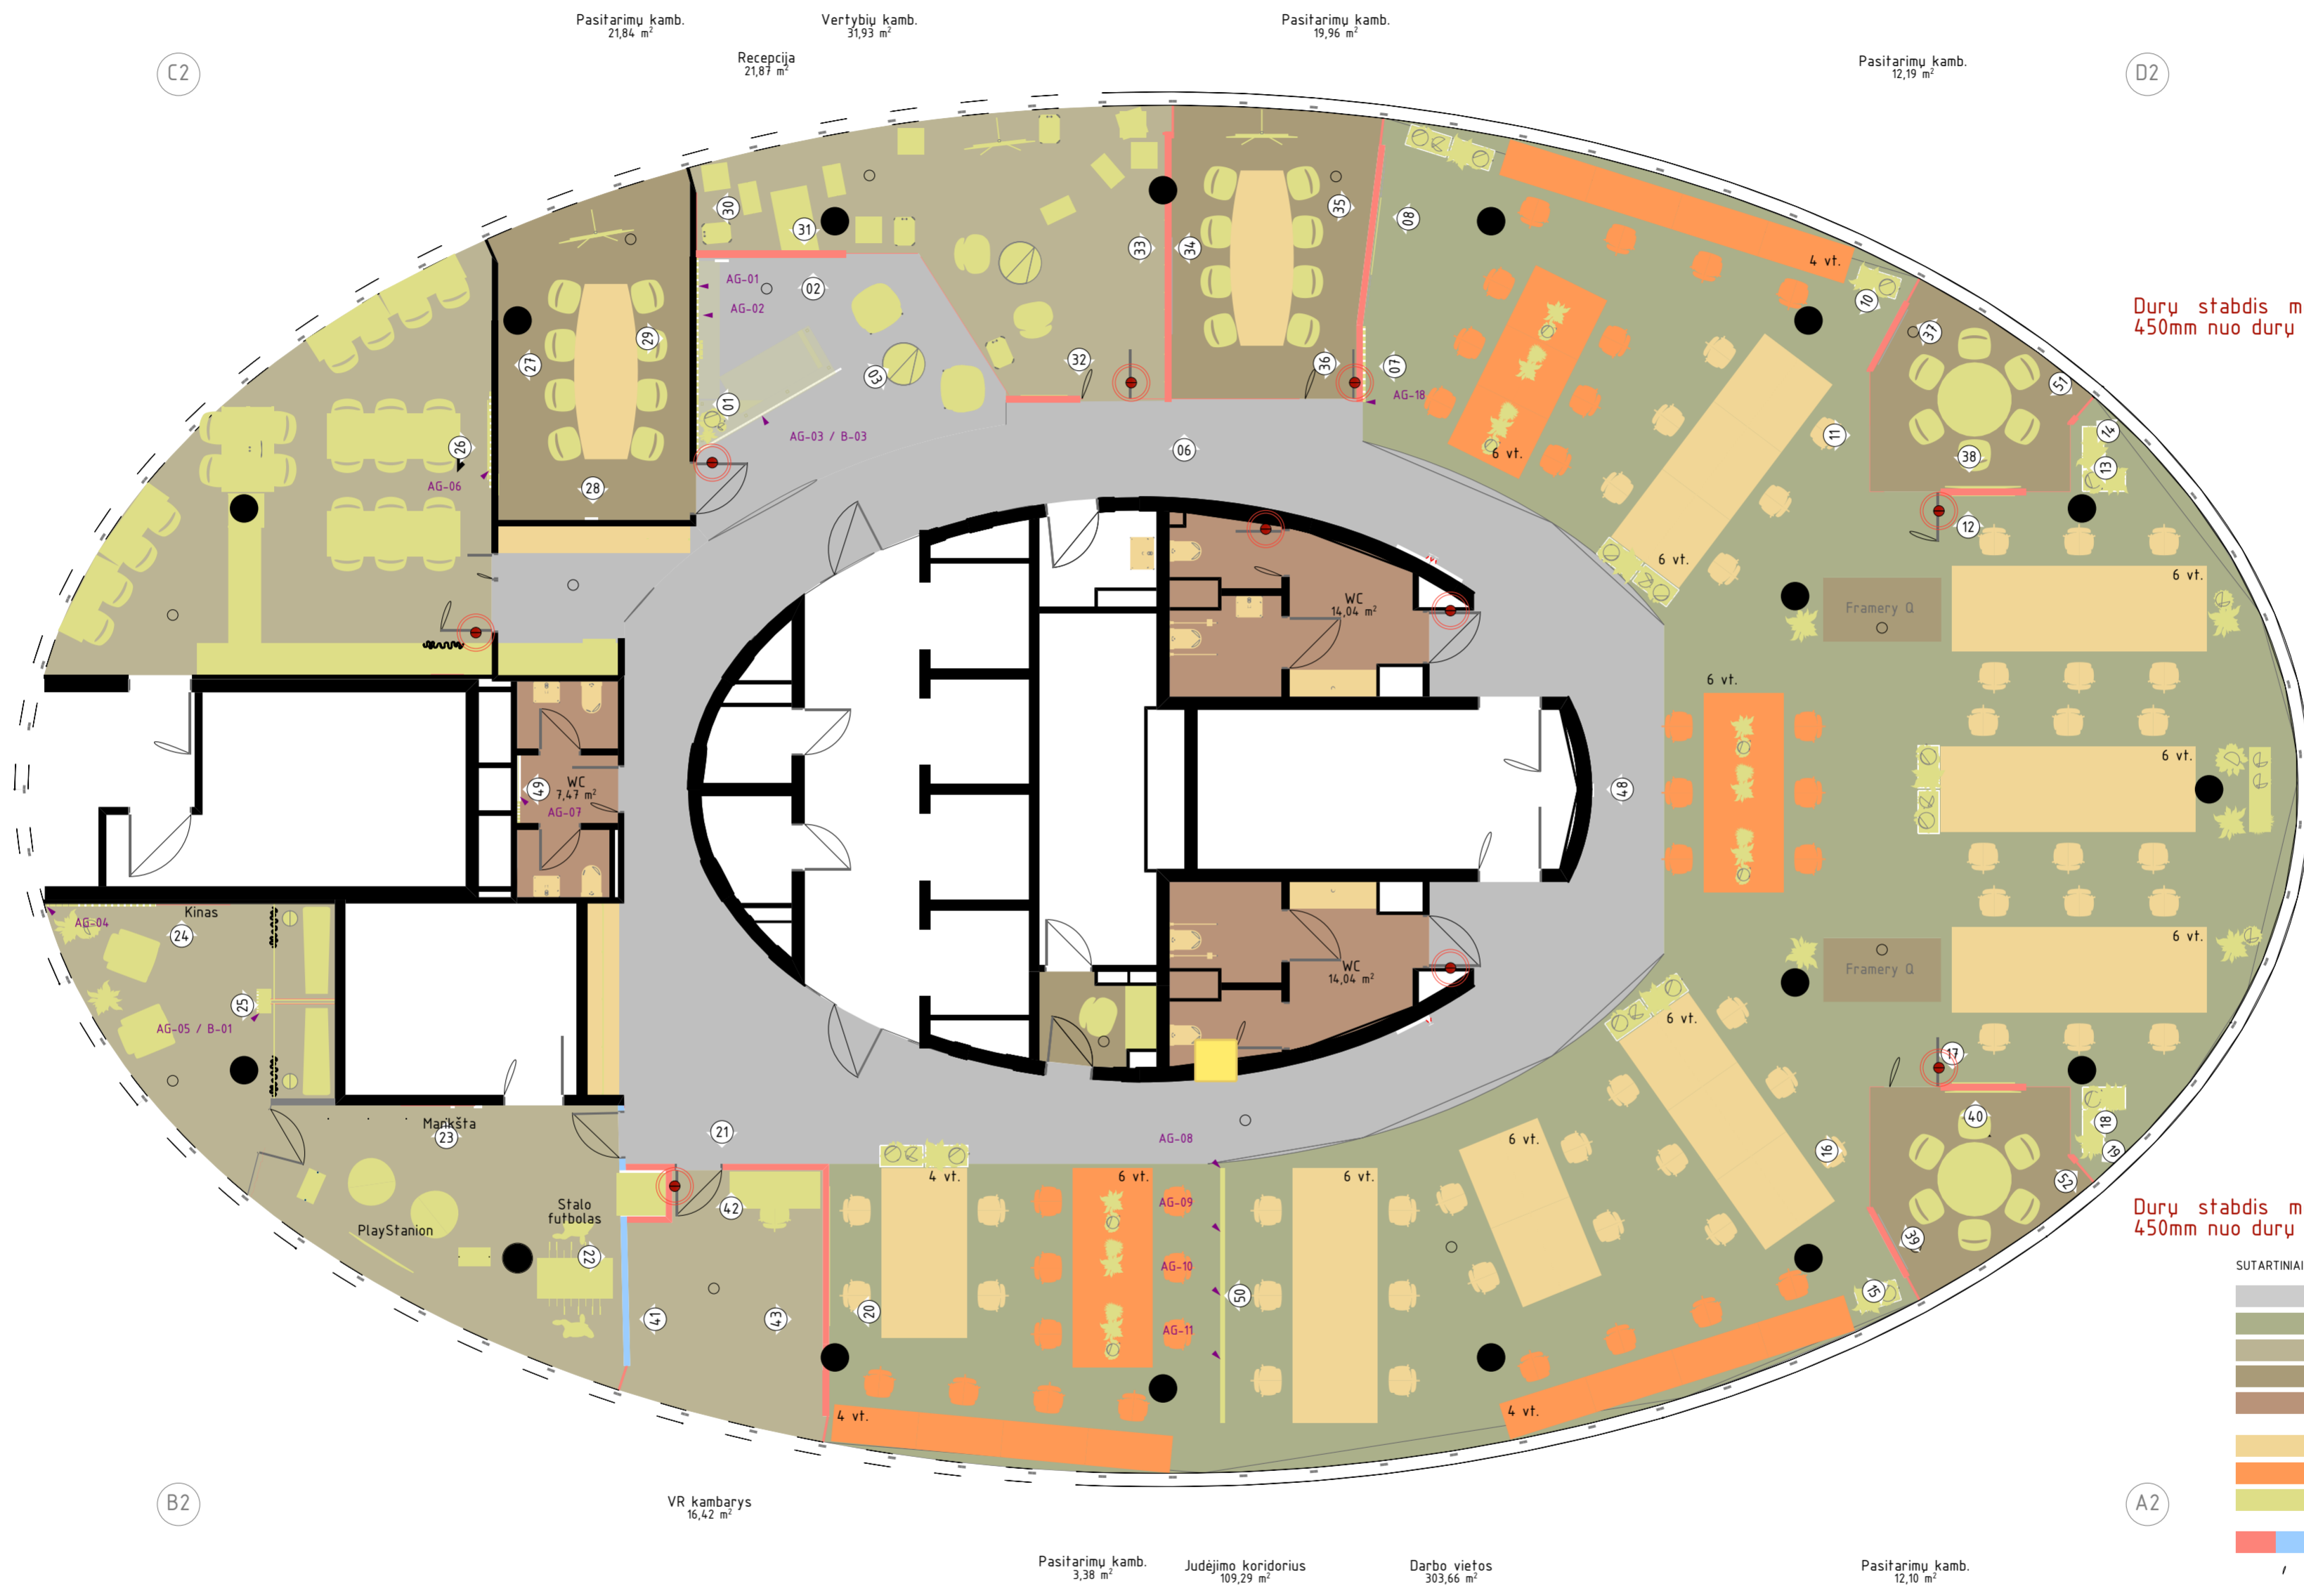 Pasitarimų kamb.
21,84 m²
Vertybių kamb.
31,93 m²
Pasitarimų kamb.
19,96 m²
Recepcija
21,87 m²
Pasitarimų kamb.
12,19 m²
C2
D2
30
31
33
34
35
08
4 vt.
10
37
51
Durų stabdis m
450mm nuo durų
AG-01
AG-02
02
03
01
AG-03 / B-03
27
29
28
26
AG-06
32
36
07
AG-18
06
6 vt.
11
38
14
13
12
6 vt.
6 vt.
Framery Q
WC
14,04 m²
6 vt.
6 vt.
48
49
WC
7,47 m²
AG-07
Kinas
AG-04
24
25
AG-05 / B-01
6 vt.
Framery Q
WC
14,04 m²
6 vt.
17
40
18
19
52
39
16
15
Mankšta
23
21
PlayStanion
Stalo
futbolas
22
42
41
43
20
4 vt.
6 vt.
AG-08
AG-09
AG-10
AG-11
50
6 vt.
6 vt.
4 vt.
4 vt.
Durų stabdis m
450mm nuo durų
SUTARTINIAI
B2
A2
VR kambarys
16,42 m²
Pasitarimų kamb.
3,38 m²
Judėjimo koridorius
109,29 m²
Darbo vietos
303,66 m²
Pasitarimų kamb.
12,10 m²